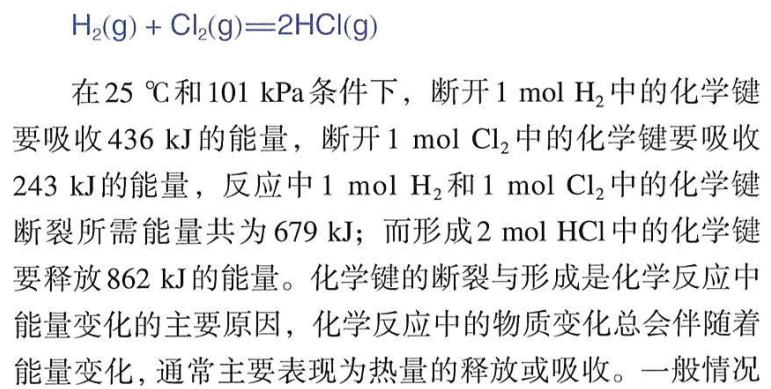 H₂(g) + Cl₂(g)══2HCl(g)
在25 ℃和101 kPa条件下，断开1 mol H₂中的化学键
要吸收436 kJ的能量，断开1 mol Cl₂中的化学键要吸收
243 kJ的能量，反应中1 mol H₂和1 mol Cl₂中的化学键
断裂所需能量共为679 kJ；而形成2 mol HCl中的化学键
要释放862 kJ的能量。化学键的断裂与形成是化学反应中
能量变化的主要原因，化学反应中的物质变化总会伴随着
能量变化，通常主要表现为热量的释放或吸收。一般情况